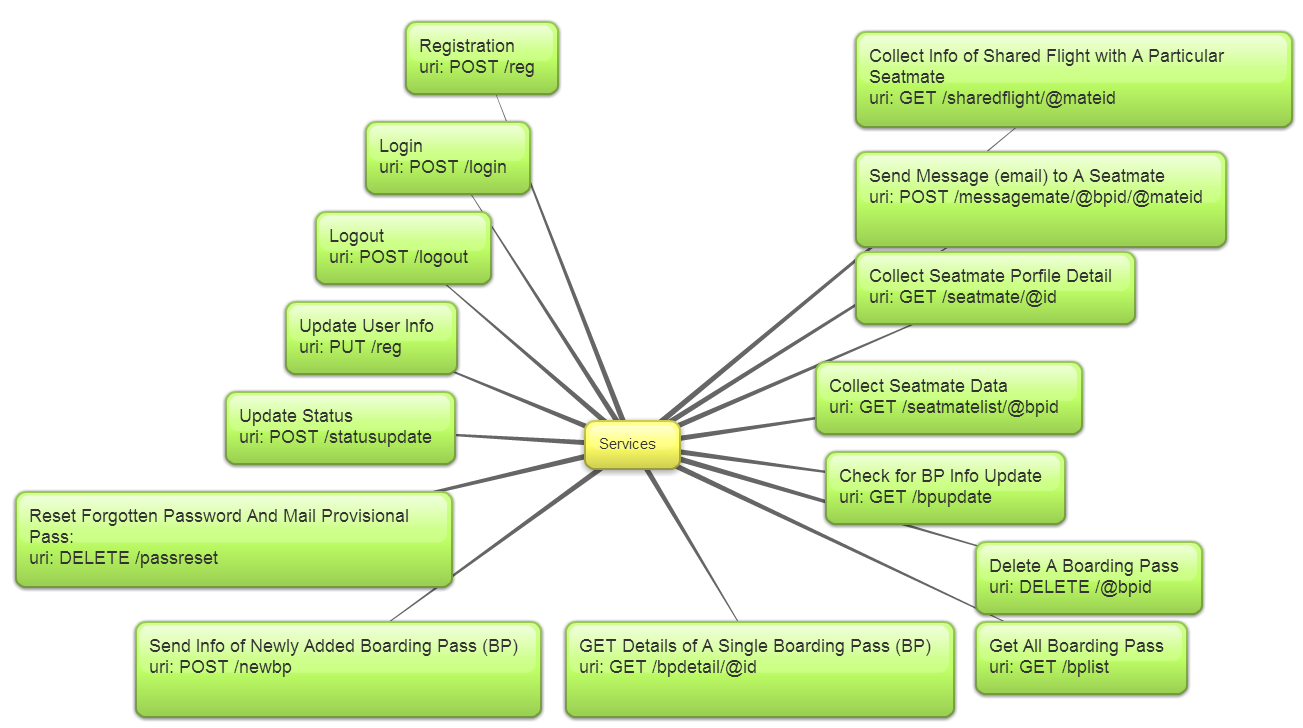 Registration
uri: POST /reg
Login
uri: POST /login
Logout
uri: POST /logout
Update User Info
uri: PUT /reg
Update Status
uri: POST /statusupdate
Reset Forgotten Password And Mail Provisional
Pass:
uri: DELETE /passreset
Send Info of Newly Added Boarding Pass (BP)
uri: POST /newbp
Services
Collect Info of Shared Flight with A Particular
Seatmate
uri: GET /sharedflight/@mateid
Send Message (email) to A Seatmate
uri: POST /messagemate/@bpid/@mateid
Collect Seatmate Porfile Detail
uri: GET /seatmate/@id
Collect Seatmate Data
uri: GET /seatmatelist/@bpid
Check for BP Info Update
uri: GET /bpupdate
Delete A Boarding Pass
uri: DELETE /@bpid
Get All Boarding Pass
uri: GET /bplist
GET Details of A Single Boarding Pass (BP)
uri: GET /bpdetail/@id